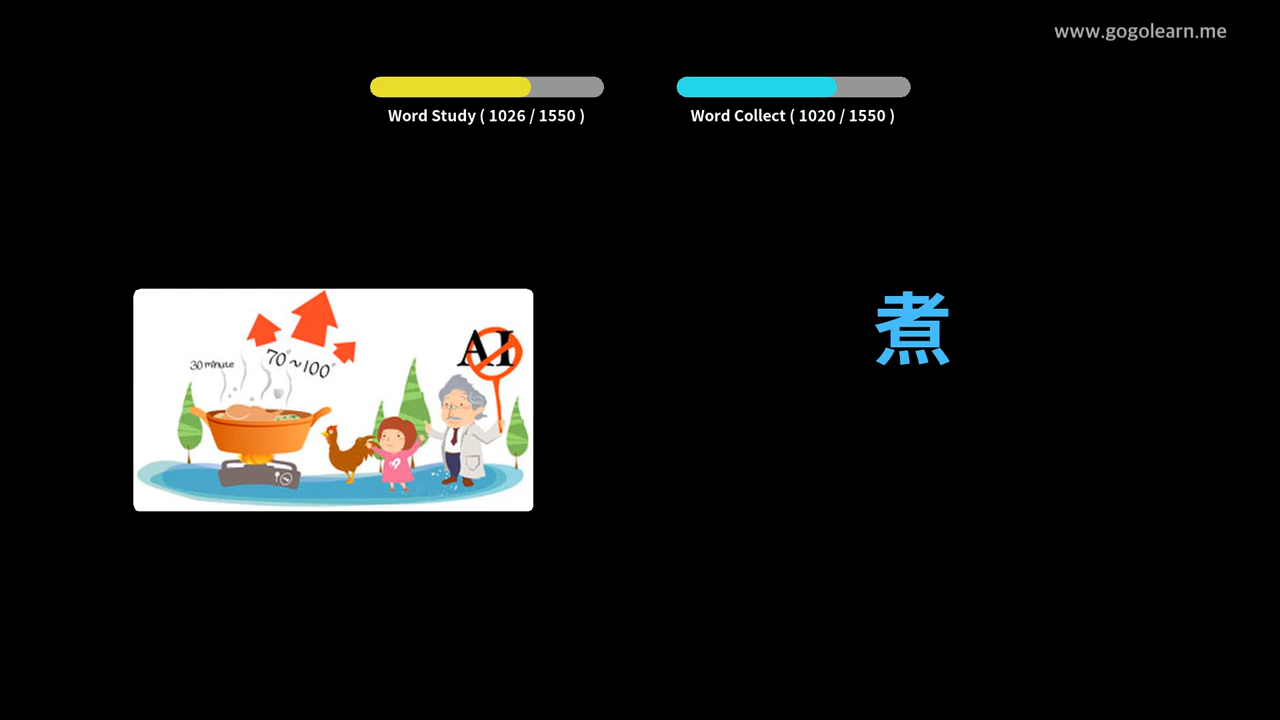 www.gogolearn.me
Word Study ( 1026 / 1550 )
Word Collect ( 1020 / 1550 )
煮
30 minute
70°~100°
AI